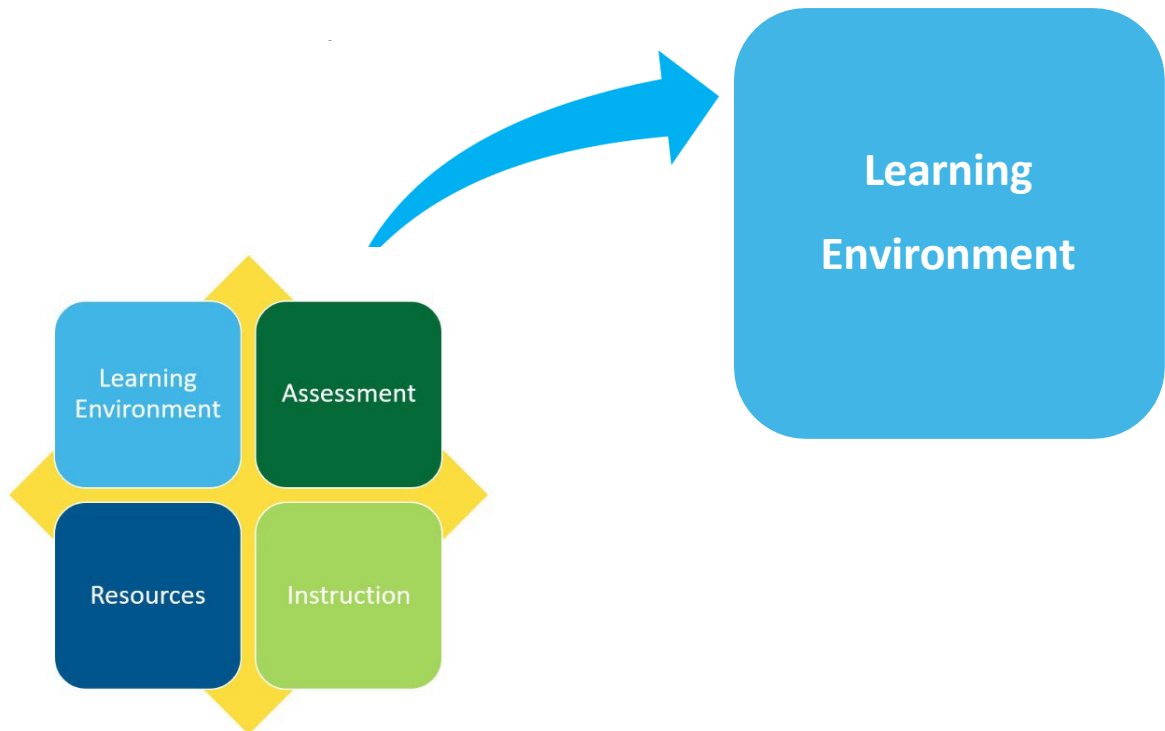 Learning
Environment
Learning
Environment
Assessment
Resources
Instruction